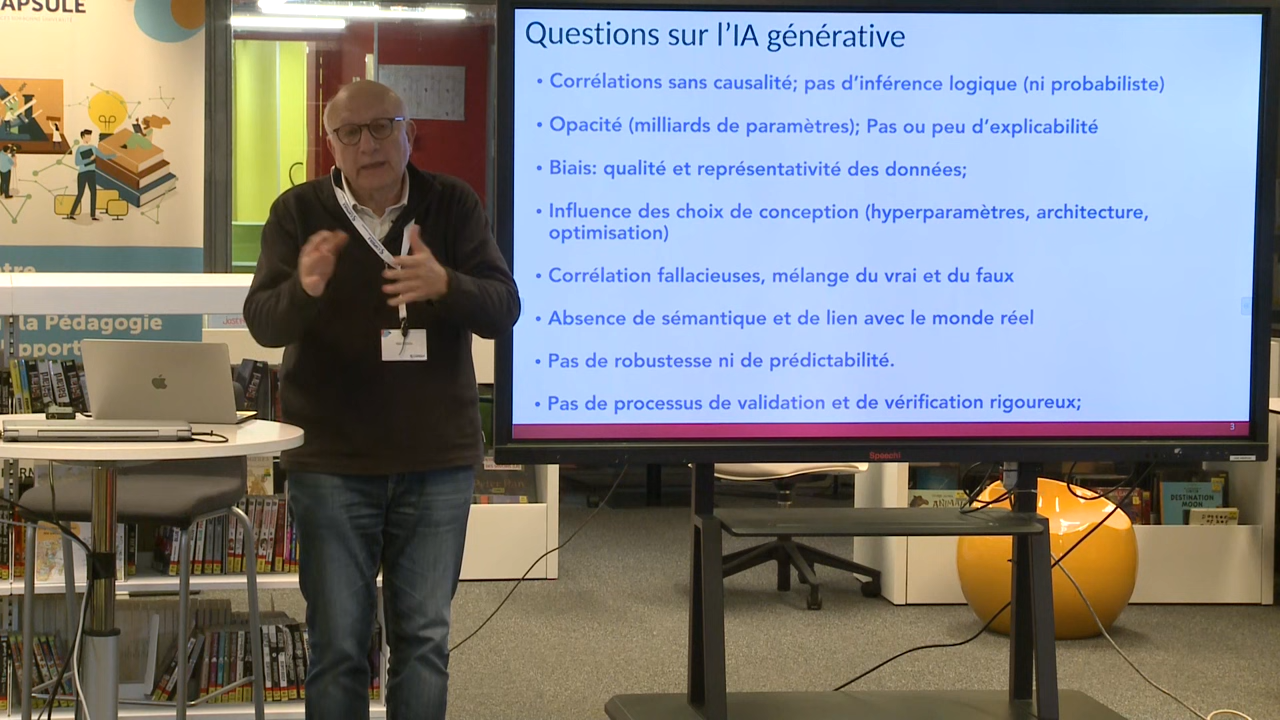 APSULE
Questions sur l'IA générative
• Corrélations sans causalité; pas d'inférence logique (ni probabiliste)
• Opacité (milliards de paramètres); Pas ou peu d'explicabilité
• Biais: qualité et représentativité des données;
• Influence des choix de conception (hyperparamètres, architecture,
optimisation)
• Corrélation fallacieuses, mélange du vrai et du faux
• Absence de sémantique et de lien avec le monde réel
• Pas de robustesse ni de prédictabilité.
• Pas de processus de validation et de vérification rigoureux;
3
la Pédagogie
Speechi
DESTINATION
MOON